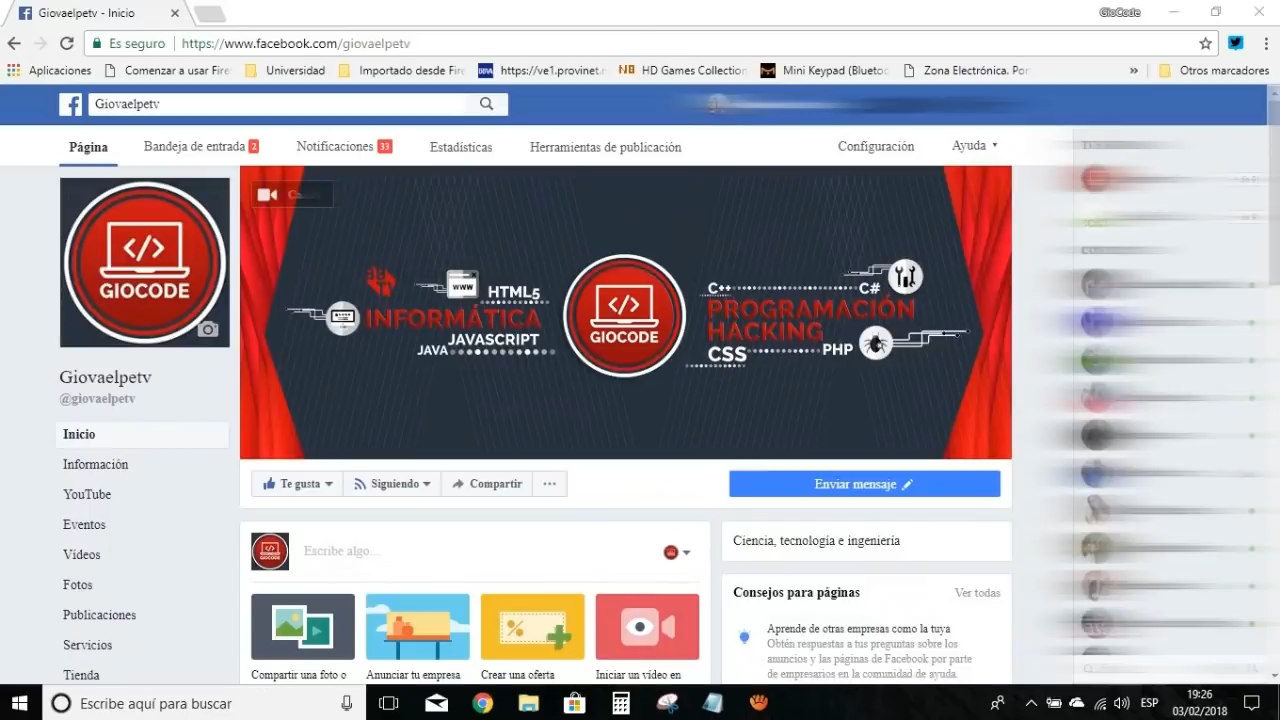 Giovaelpetv - Inicio
GioCode
Es seguro
https://www.facebook.com/giovaelpetv
Aplicaciones
Comenzar a usar Fire
Universidad
Importado desde Fire
https://ve1.provinet.n
HD Games Collection
Mini Keypad (Bluetoo
Zona Electrónica. Por
»
Otros marcadores
Giovaelpetv
Página
Bandeja de entrada 2
Notificaciones 33
Estadísticas
Herramientas de publicación
Configuración
Ayuda
GIOCODE
WWW
HTML5
INFORMÁTICA
JAVASCRIPT
JAVA
GIOCODE
C++
C#
PROGRAMACIÓN
HACKING
CSS
PHP
Giovaelpetv
@giovaelpetv
Inicio
Información
YouTube
Eventos
Videos
Fotos
Publicaciones
Servicios
Tienda
Te gusta
Siguiendo
Compartir
Enviar mensaje
Escribe algo...
Compartir una foto o
Anunciar tu empresa
Crear una oferta
Iniciar un video en
Ciencia, tecnología e ingeniería
Consejos para páginas
Ver todas
Aprende de otras empresas como la tuya
Obtén respuestas a tus preguntas sobre los
anuncios y las páginas de Facebook por parte
de empresarios en la comunidad de ayuda.
Escribe aquí para buscar
ESP
19:26
03/02/2018